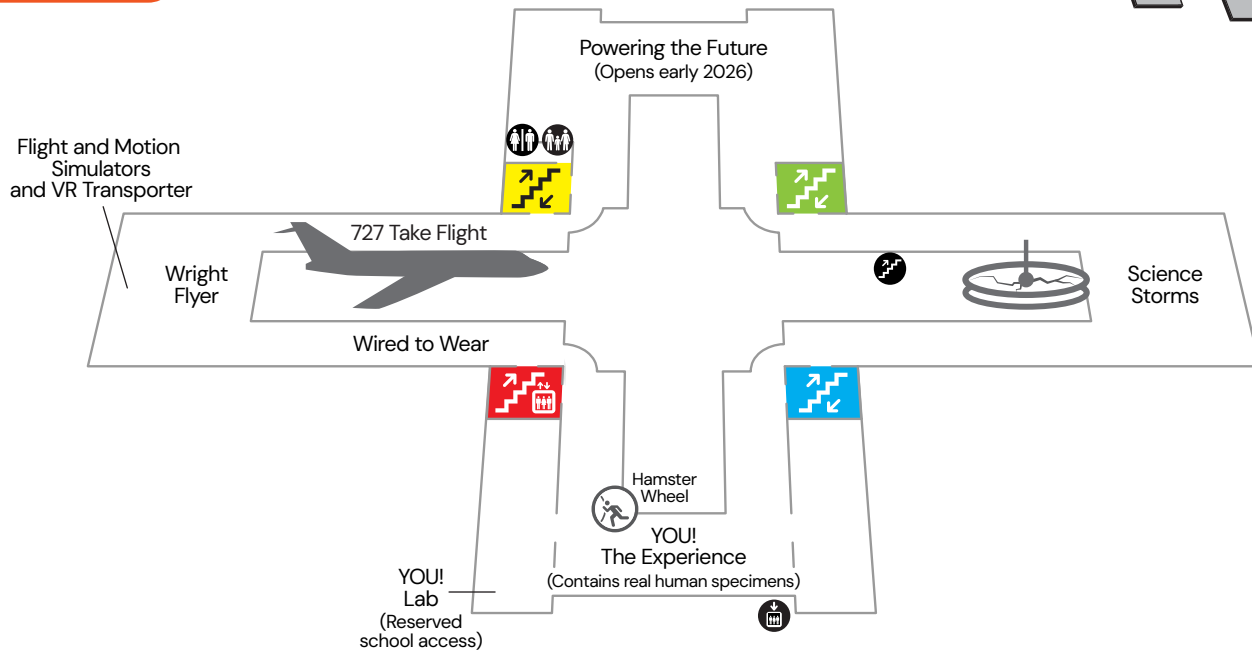 Powering the Future
(Opens early 2026)
Flight and Motion
Simulators
and VR Transporter
727 Take Flight
Wright
Flyer
Science
Storms
Wired to Wear
Hamster
Wheel
YOU!
The Experience
(Contains real human specimens)
YOU!
Lab
(Reserved
school access)